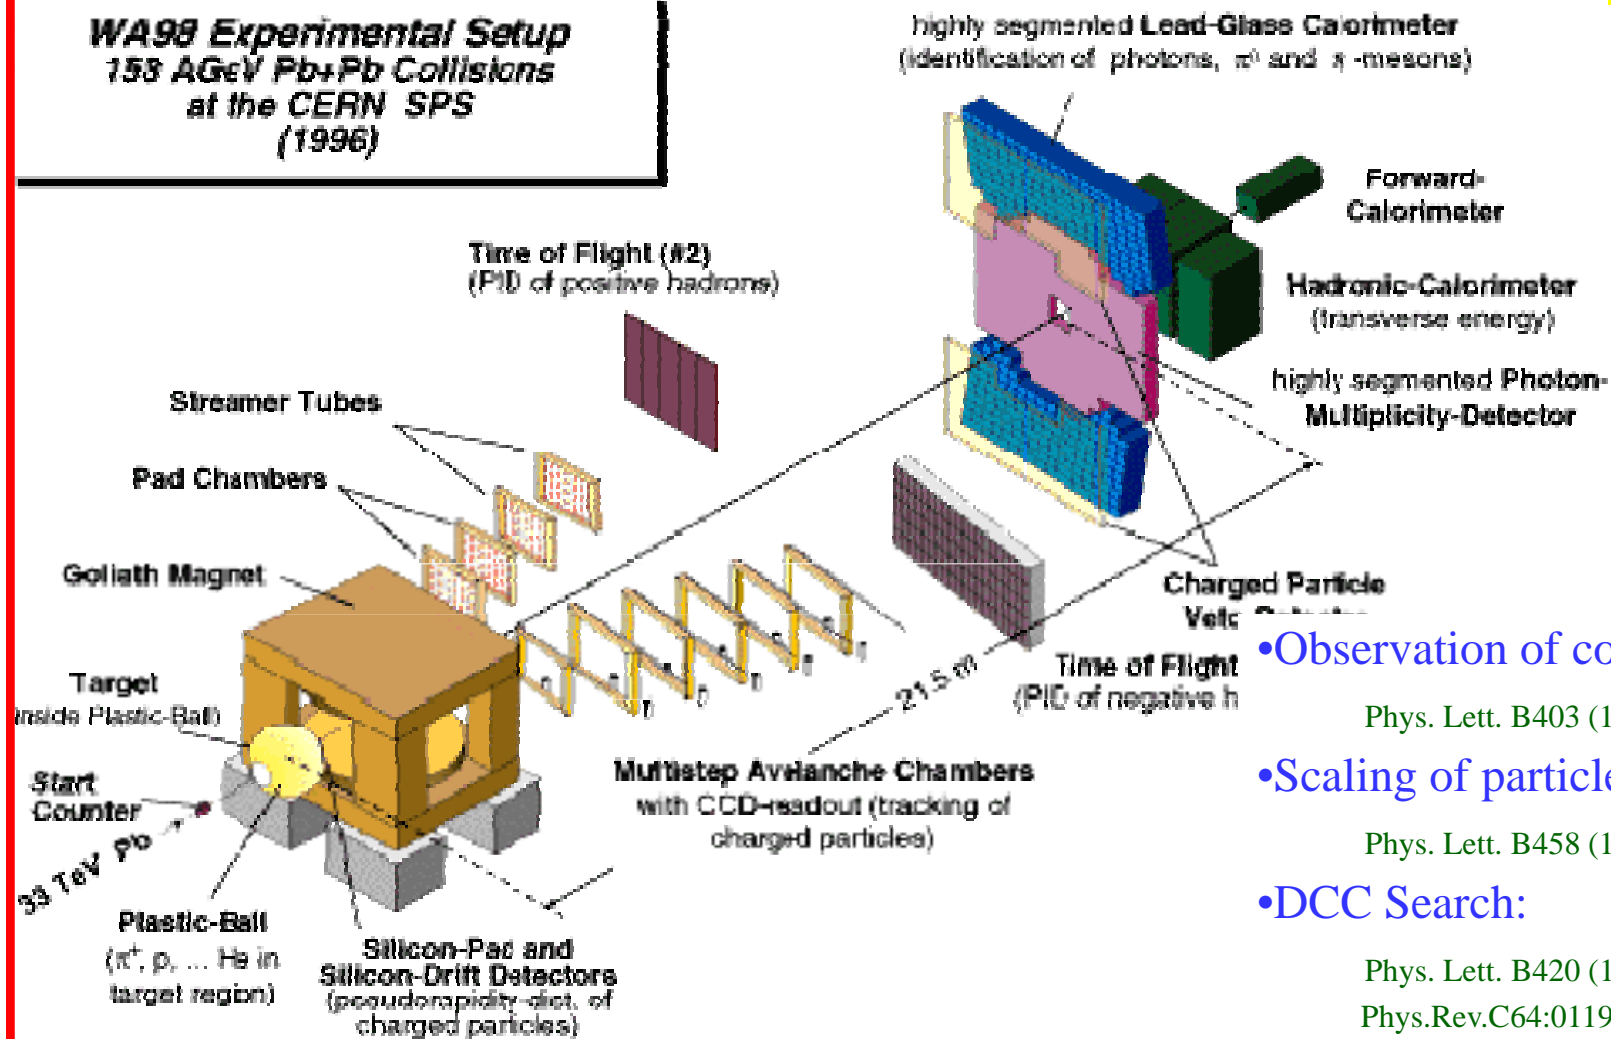 WA98 Experimental Setup
158 AGeV Pb+Pb Collisions
at the CERN SPS
(1996)
highly segmented Lead-Glass Calorimeter
(identification of photons, π⁰ and -mesons)
Forward-
Calorimeter
Time of Flight (#2)
(PID of positive hadrons)
Hadronic-Calorimeter
(transverse energy)
highly segmented Photon-
Multiplicity-Detector
Streamer Tubes
Pad Chambers
Goliath Magnet
Charged Particle
Time of Flight
(PID of negative h
Target
inside Plastic-Ball)
21.5 m
Start
Counter
33 TeV Pb
Multistep Avalanche Chambers
with CCD-readout (tracking of
charged particles)
Plastic-Ball
(π⁺, p, ... He in
target region)
Silicon-Pad and
Silicon-Drift Detectors
(pseudorapidity-dist. of
charged particles)
•Observation of co
Phys. Lett. B403 (1
•Scaling of particle
Phys. Lett. B458 (1
•DCC Search:
Phys. Lett. B420 (1
Phys.Rev.C64:0119